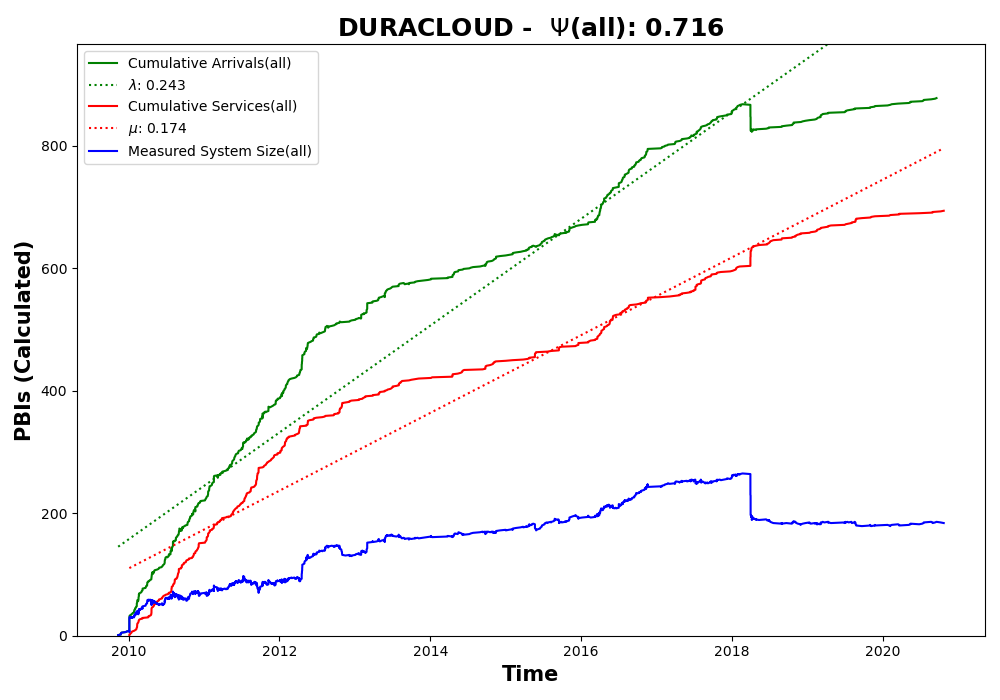 DURACLOUD - Ψ(all): 0.716
Cumulative Arrivals(all)
λ: 0.243
Cumulative Services(all)
μ: 0.174
Measured System Size(all)
PBIs (Calculated)
800
600
400
200
0
2010 2012 2014 2016 2018 2020
Time